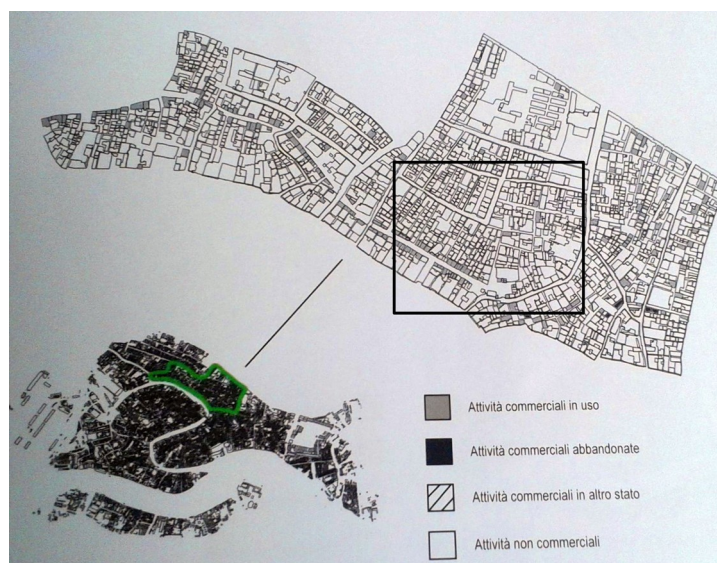 Attività commerciali in uso
Attività commerciali abbandonate
Attività commerciali in altro stato
Attività non commerciali